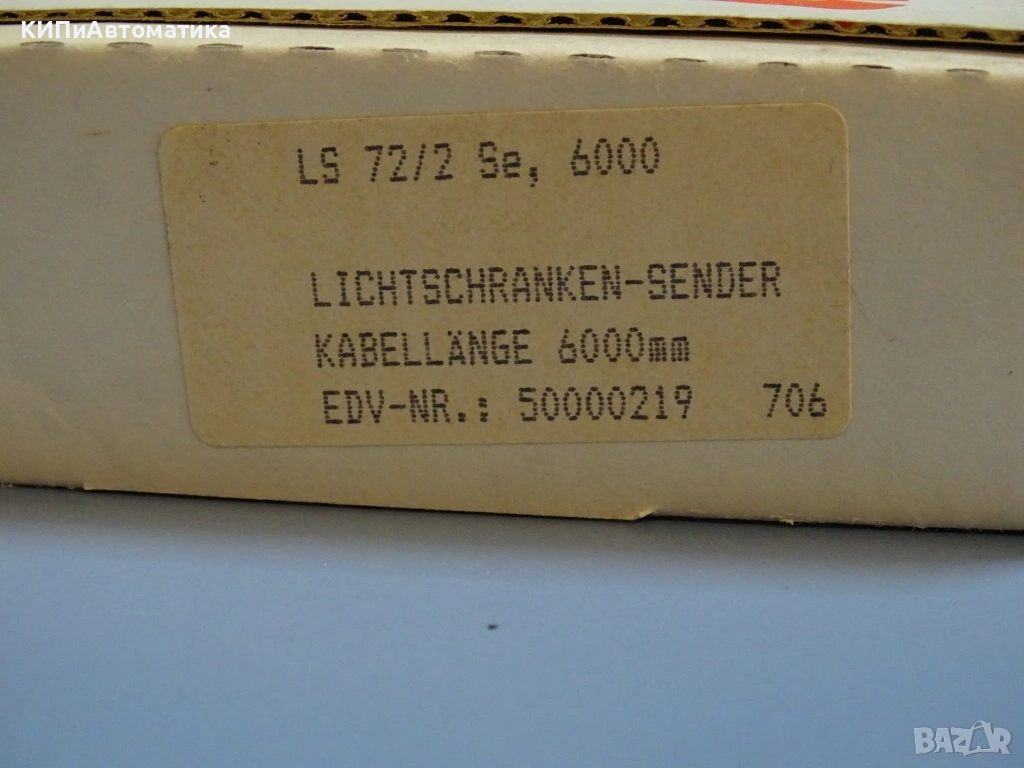 КИПиАвтоматика
LS 72/2 Se, 6000
LICHTSCHRANKEN-SENDER
KABELLÄNGE 6000mm
EDV-NR.: 50000219 706
BAZAR